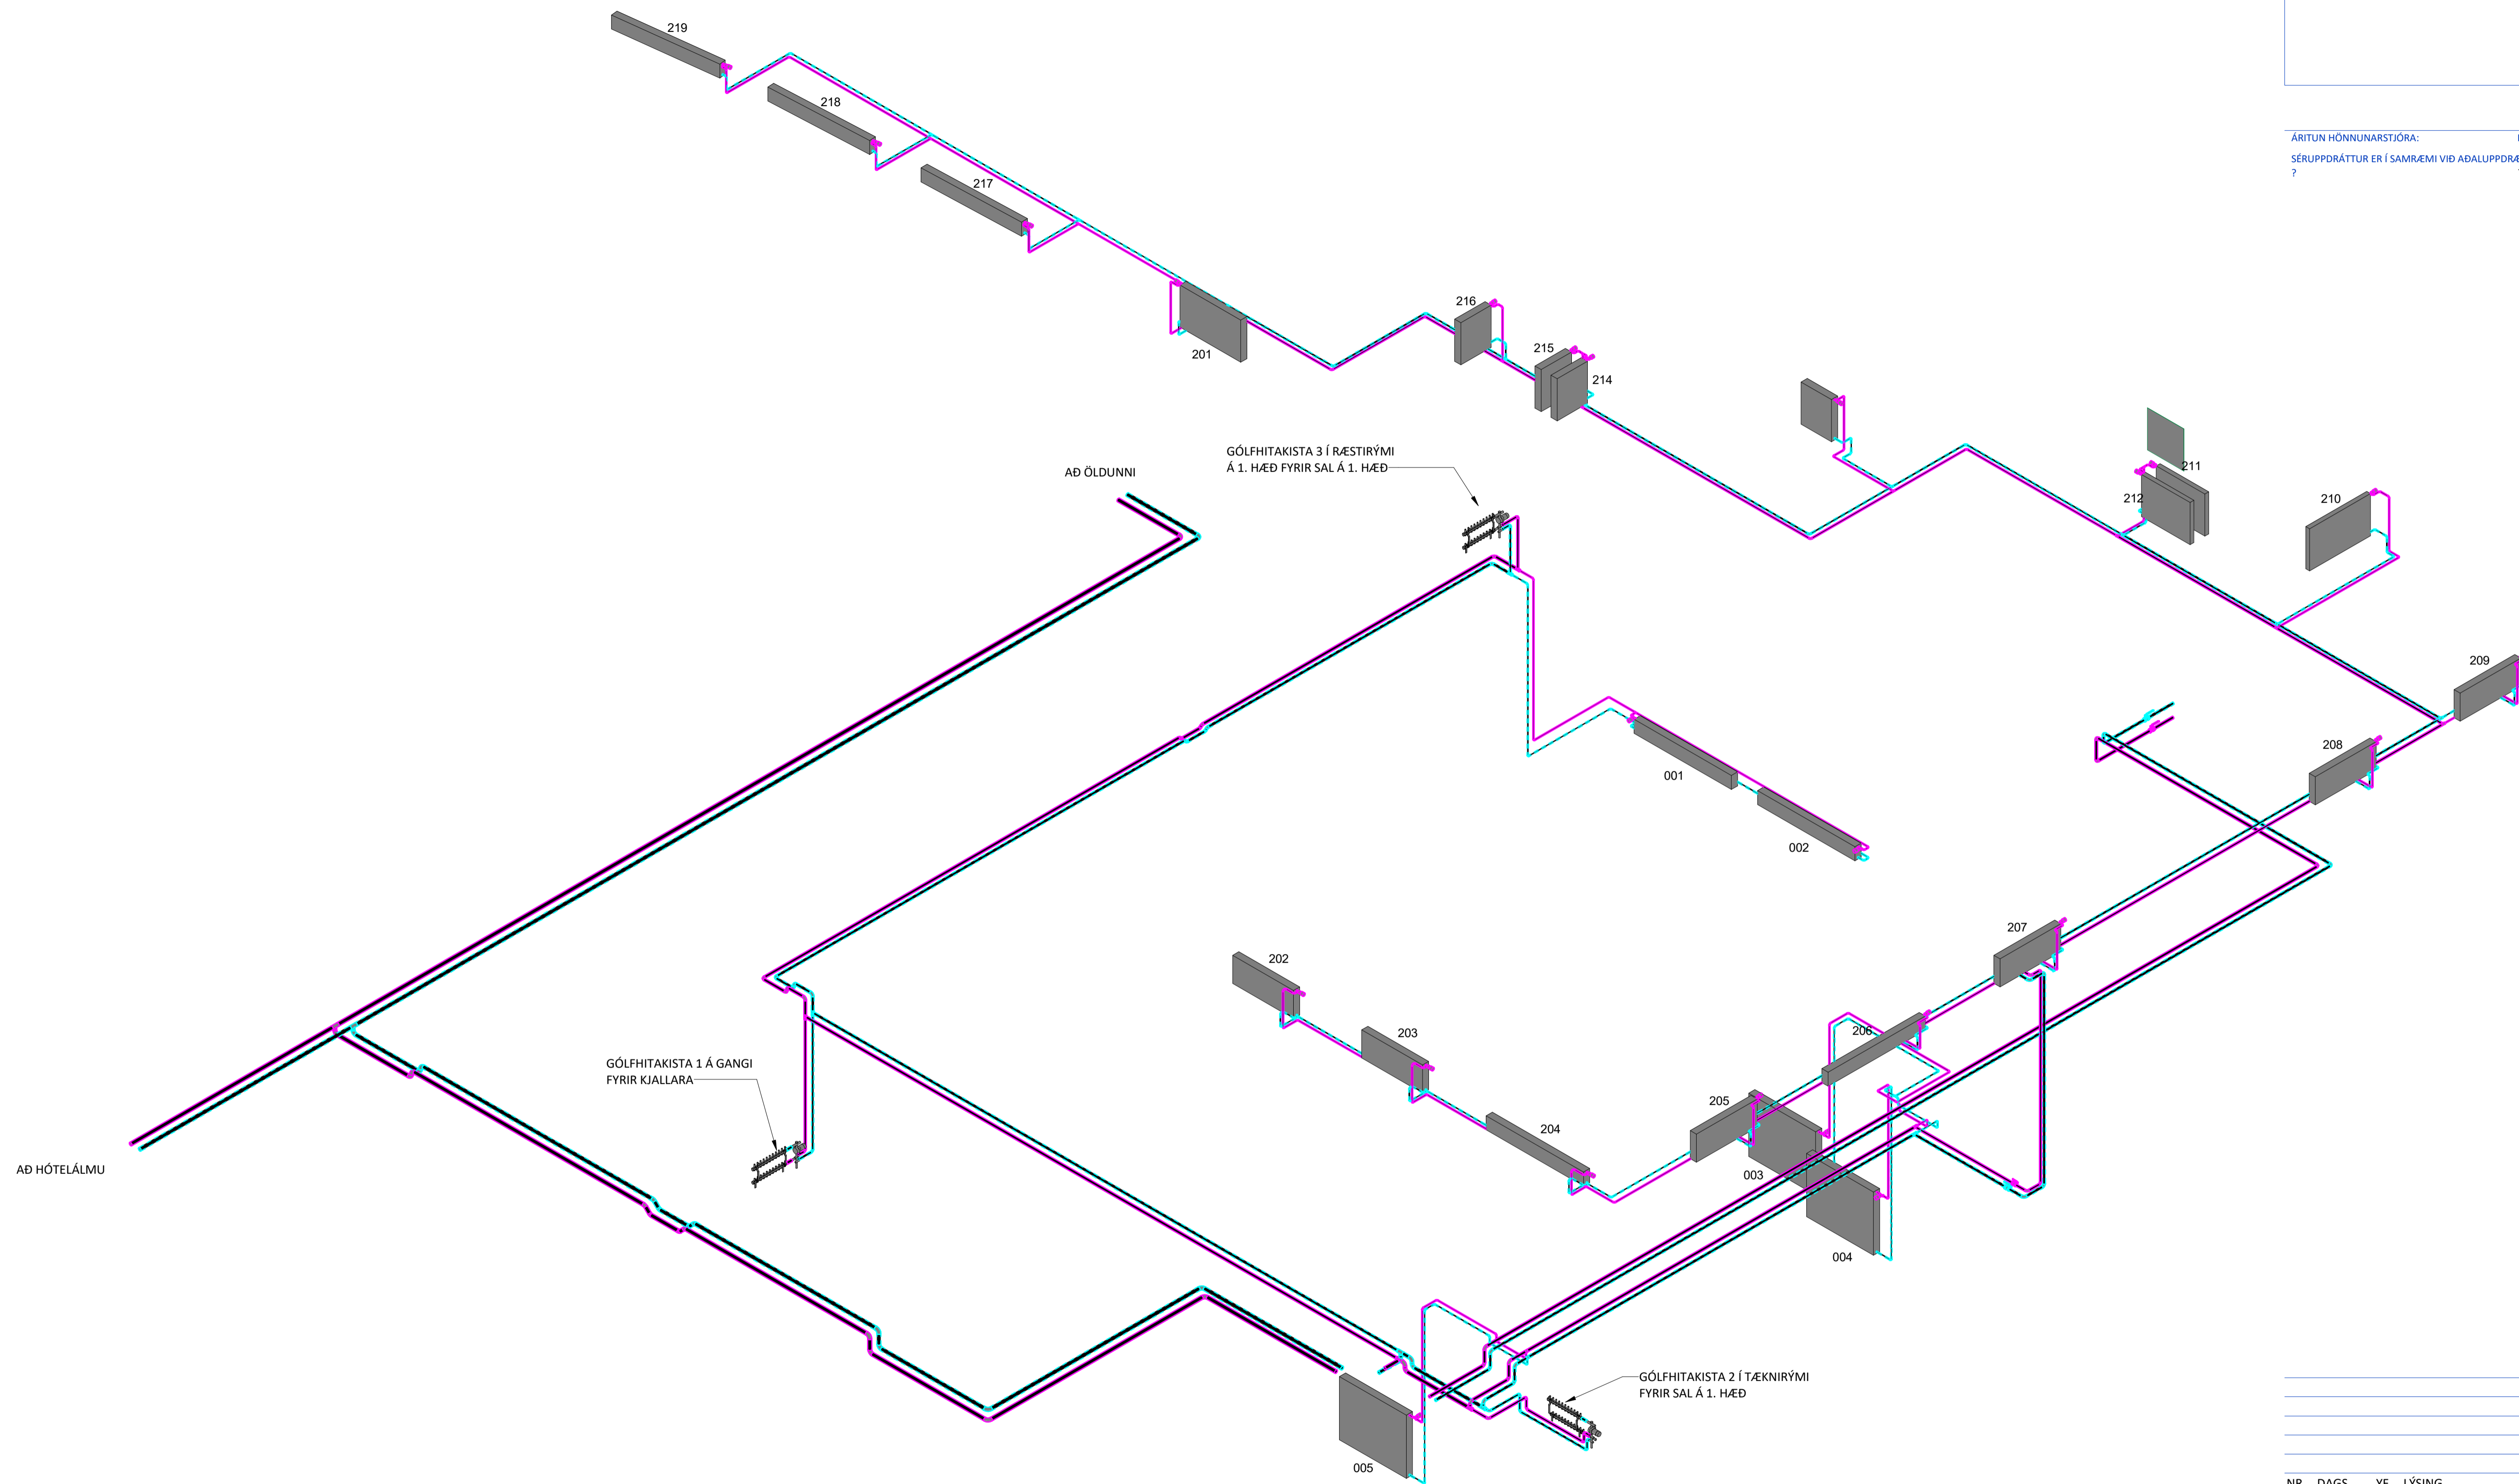 219
218
217
201
216
215
214
211
212
210
209
208
207
206
205
204
203
202
001
002
003
004
005
GÓLFHITAKISTA 3 Í RÆSTIRÝMI
Á 1. HÆÐ FYRIR SAL Á 1. HÆÐ
AÐ ÖLDUNNI
GÓLFHITAKISTA 1 Á GANGI
FYRIR KJALLARA
AÐ HÓTELÁLMU
GÓLFHITAKISTA 2 Í TÆKNIRÝMI
FYRIR SAL Á 1. HÆÐ
ÁRITUN HÖNNUNARSTJÓRA:
SÉRUPPDRÁTTUR ER Í SAMRÆMI VIÐ AÐALUPPDRÆ
?
NR. DAGS. YF. LÝSING